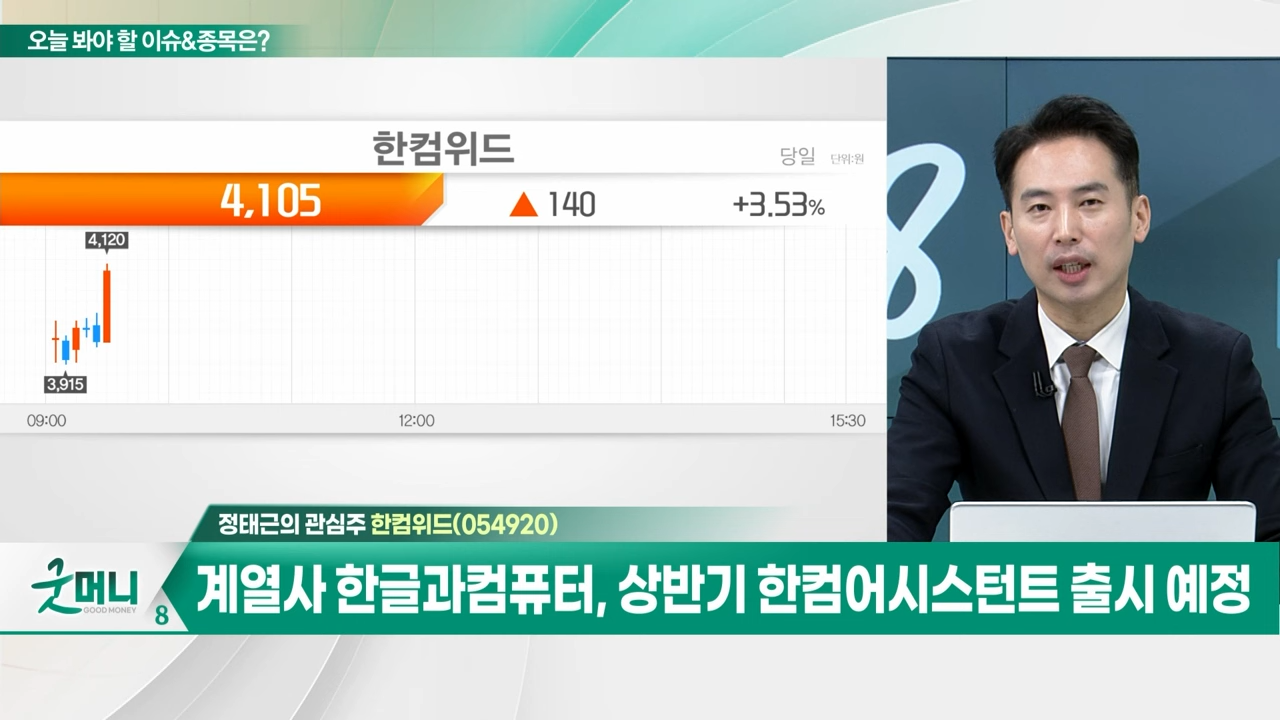 오늘 봐야 할 이슈&종목은?
한컴위드
당일 단위:원
4,105 ▲ 140 +3.53%
4,120
3,915
09:00 12:00 15:30
8
정태근의 관심주 한컴위드(054920)
굿머니
GOOD MONEY
8
계열사 한글과컴퓨터, 상반기 한컴어시스턴트 출시 예정